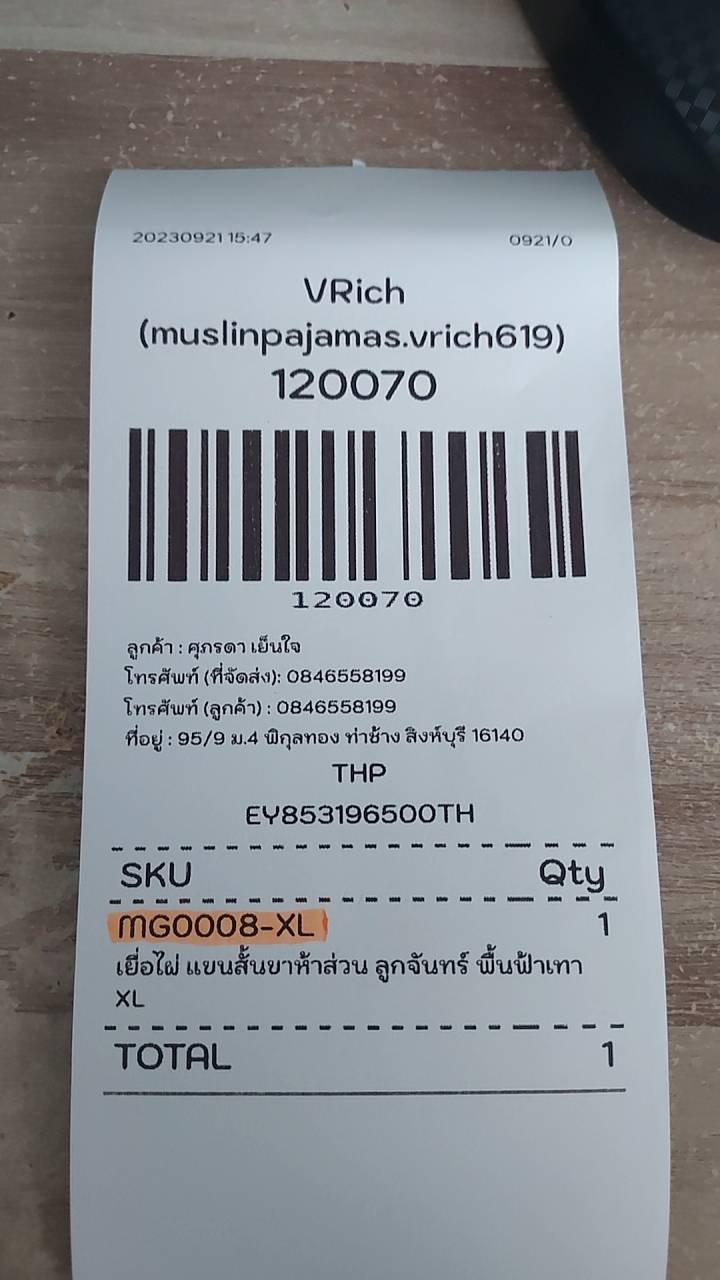 20230921 15:47 0921/0
VRich
(muslinpajamas.vrich619)
120070
120070
ลูกค้า : ศุภรดา เย็นใจ
โทรศัพท์ (ที่จัดส่ง): 0846558199
โทรศัพท์ (ลูกค้า) : 0846558199
ที่อยู่ : 95/9 ม.4 พิกุลทอง ท่าช้าง สิงห์บุรี 16140
THP
EY853196500TH
SKU Qty
MG0008-XL 1
เยื่อไผ่ แขนสั้นขาห้าส่วน ลูกจันทร์ พื้นฟ้าเทา
XL
TOTAL 1